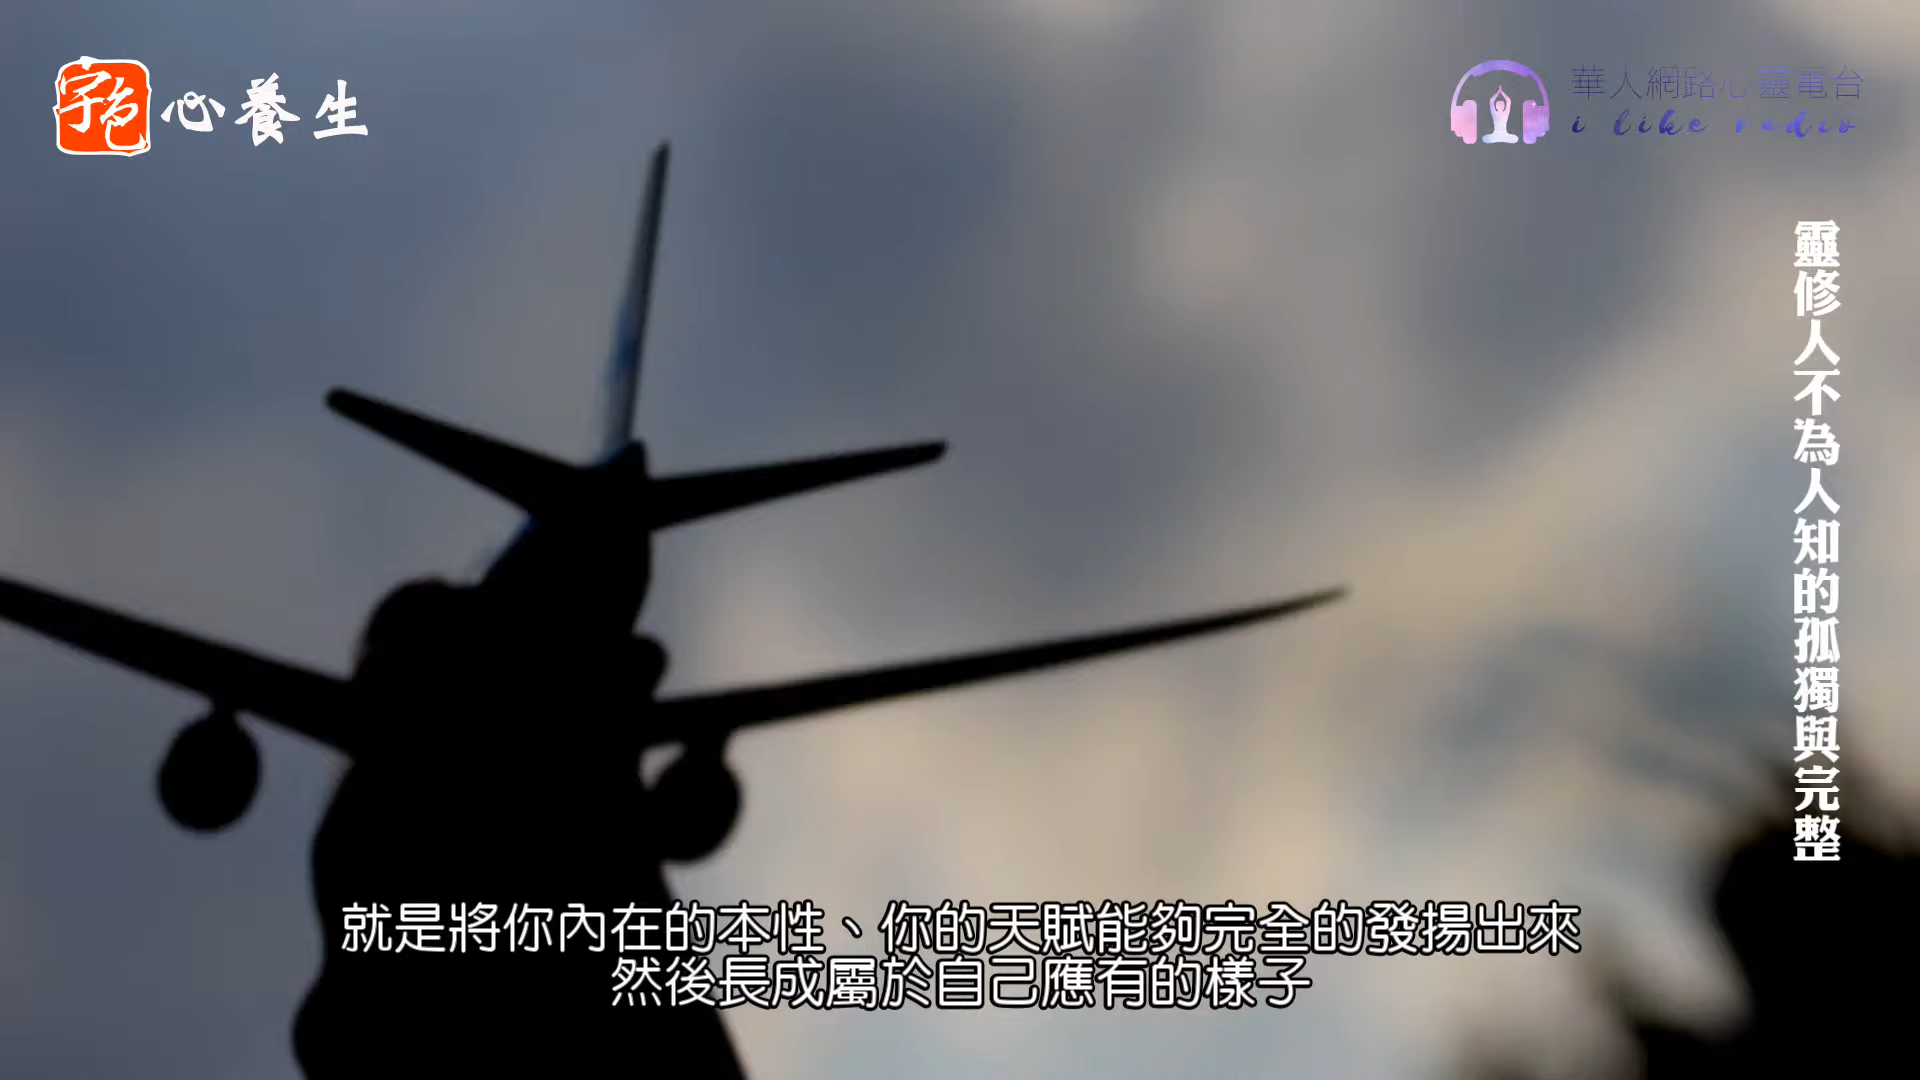 心養生
華人網路心靈電台
i like radio
靈修人不為人知的孤獨與完整
就是將你內在的本性、你的天賦能夠完全的發揚出來
然後長成屬於自己應有的樣子